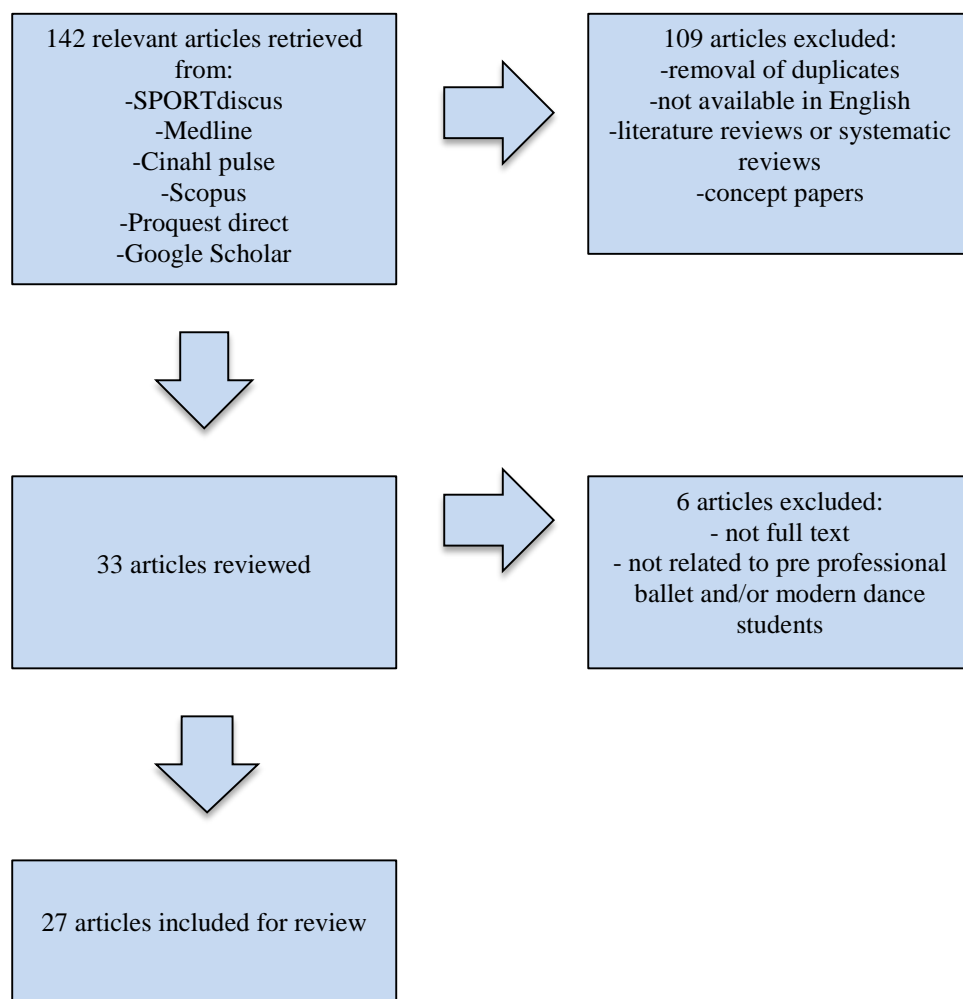 142 relevant articles retrieved
from:
-SPORTdiscus
-Medline
-Cinahl pulse
-Scopus
-Proquest direct
-Google Scholar
109 articles excluded:
-removal of duplicates
-not available in English
-literature reviews or systematic
reviews
-concept papers
33 articles reviewed
6 articles excluded:
- not full text
- not related to pre professional
ballet and/or modern dance
students
27 articles included for review